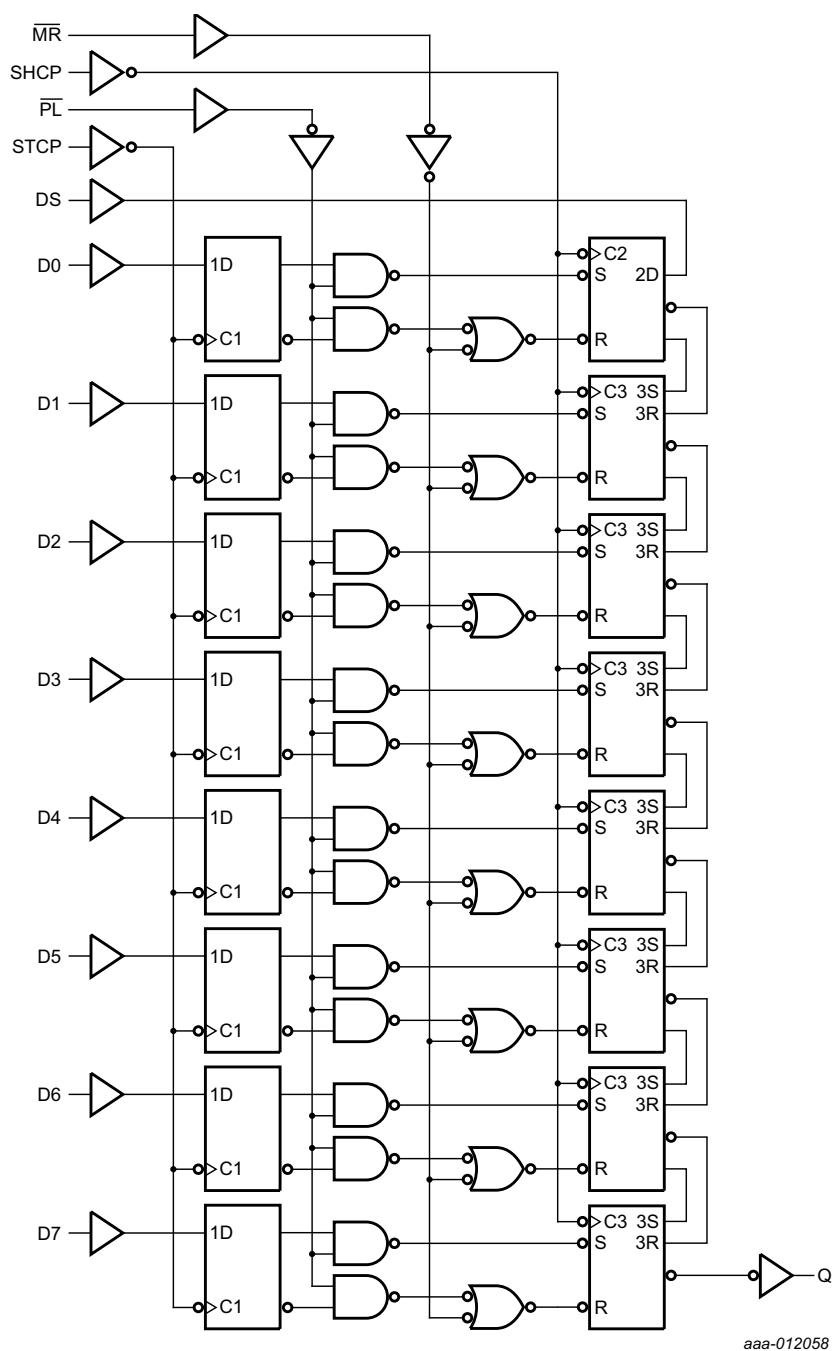 M̅R̅
SHCP
P̅L̅
STCP
DS
D0
1D
C1
C2
S
2D
R
D1
1D
C1
C3 3S
S 3R
R
D2
1D
C1
C3 3S
S 3R
R
D3
1D
C1
C3 3S
S 3R
R
D4
1D
C1
C3 3S
S 3R
R
D5
1D
C1
C3 3S
S 3R
R
D6
1D
C1
C3 3S
S 3R
R
D7
1D
C1
C3 3S
S 3R
R
Q
aaa-012058